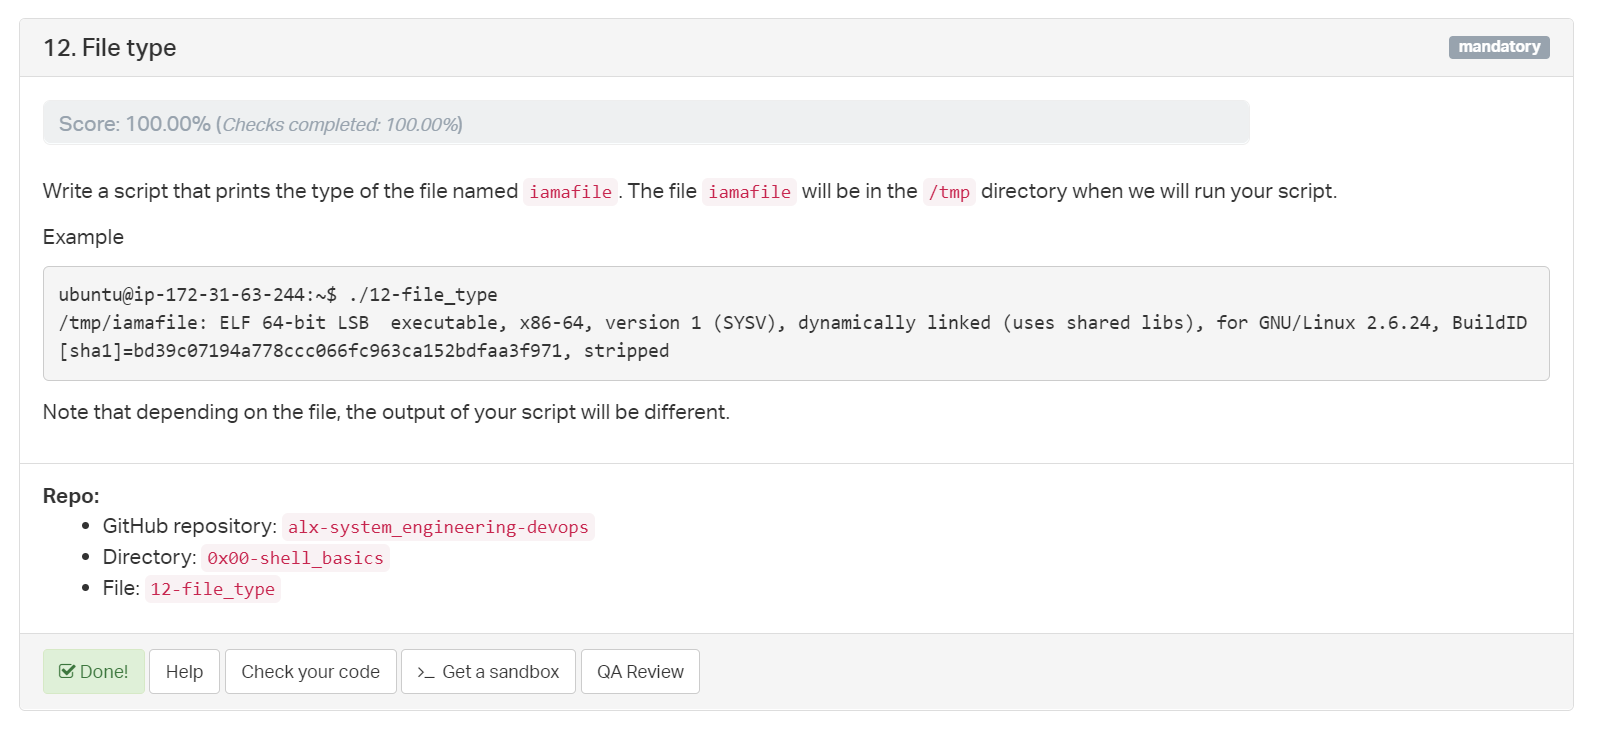 12. File type
mandatory
Score: 100.00% (Checks completed: 100.00%)
Write a script that prints the type of the file named iamafile. The file iamafile will be in the /tmp directory when we will run your script.
Example
ubuntu@ip-172-31-63-244:~$ ./12-file_type
/tmp/iamafile: ELF 64-bit LSB  executable, x86-64, version 1 (SYSV), dynamically linked (uses shared libs), for GNU/Linux 2.6.24, BuildID
[sha1]=bd39c07194a778ccc066fc963ca152bdfaa3f971, stripped
Note that depending on the file, the output of your script will be different.
Repo:
• GitHub repository: alx-system_engineering-devops
• Directory: 0x00-shell_basics
• File: 12-file_type
Done! Help Check your code >_ Get a sandbox QA Review